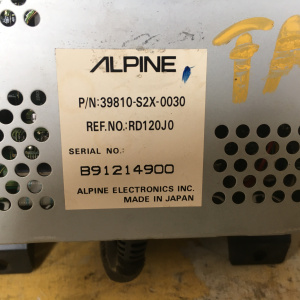 ALPINE
P/N:39810-S2X-0030
REF.NO.:RD120J0
SERIAL NO.:
B91214900
ALPINE ELECTRONICS INC.
MADE IN JAPAN